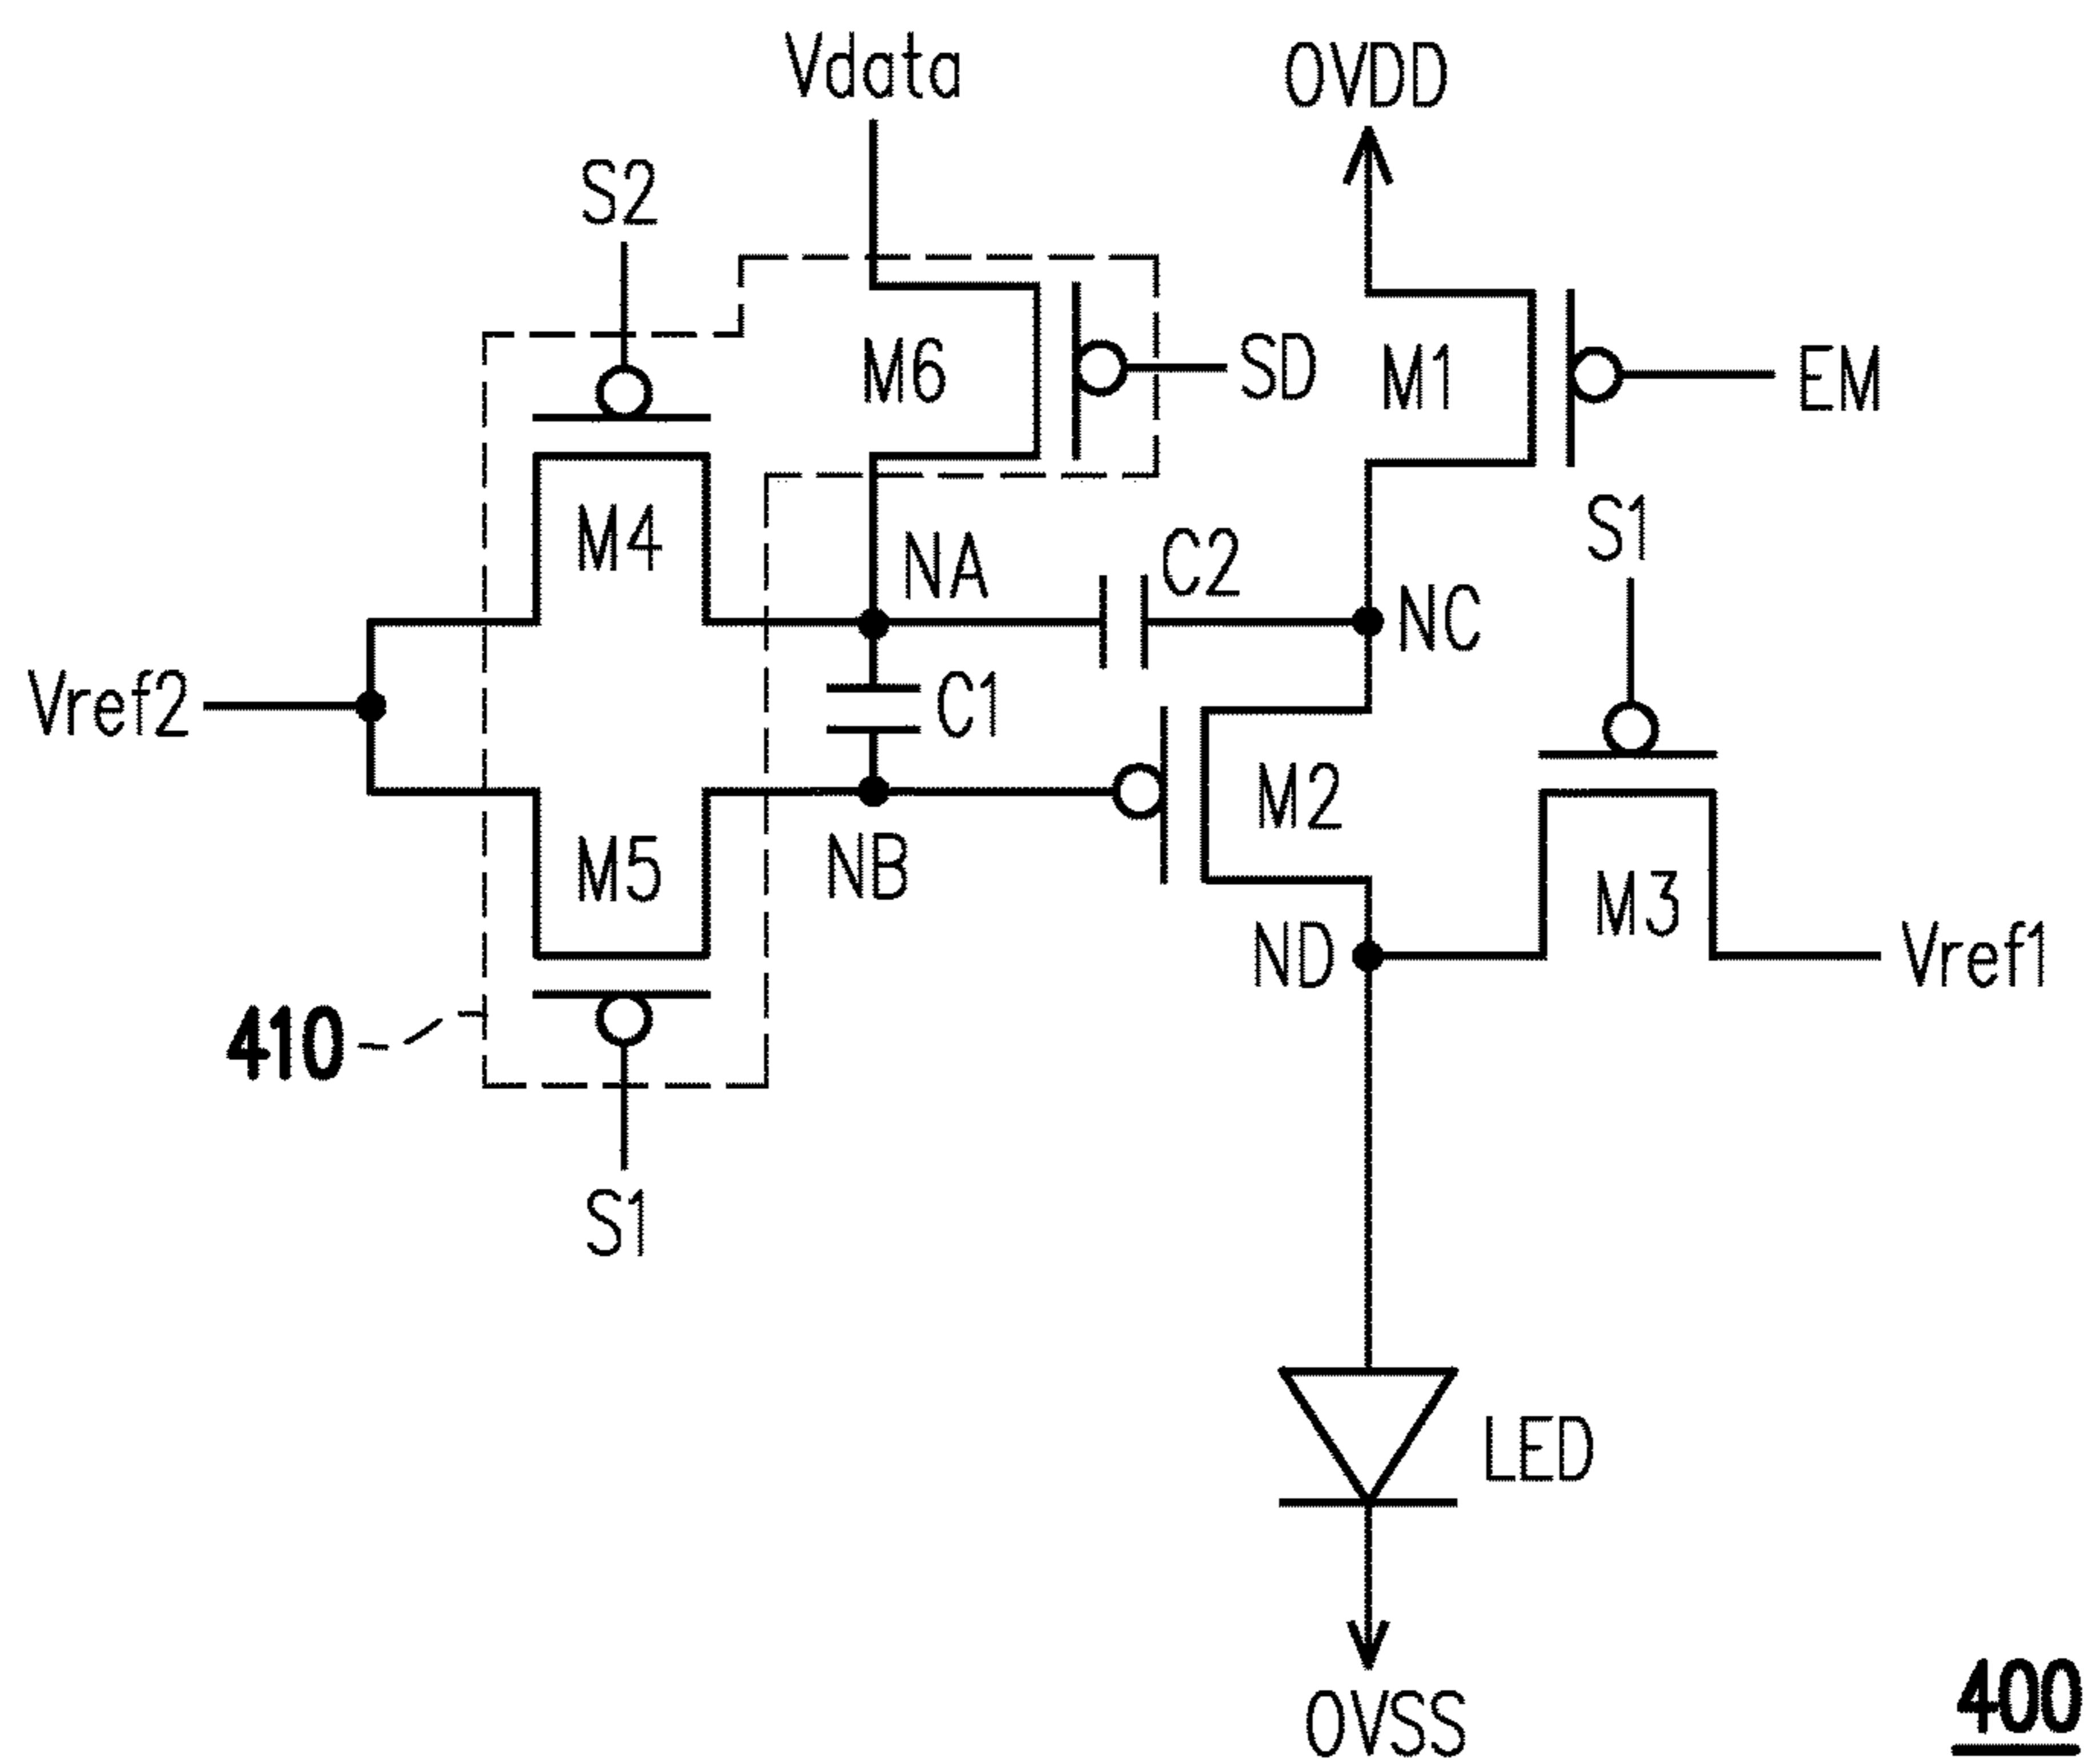 Vdata
OVDD
S2
M6
SD
M1
EM
M4
NA
C2
S1
NC
Vref2
C1
M2
M5
NB
M3
ND
Vref1
410
S1
LED
OVSS
400